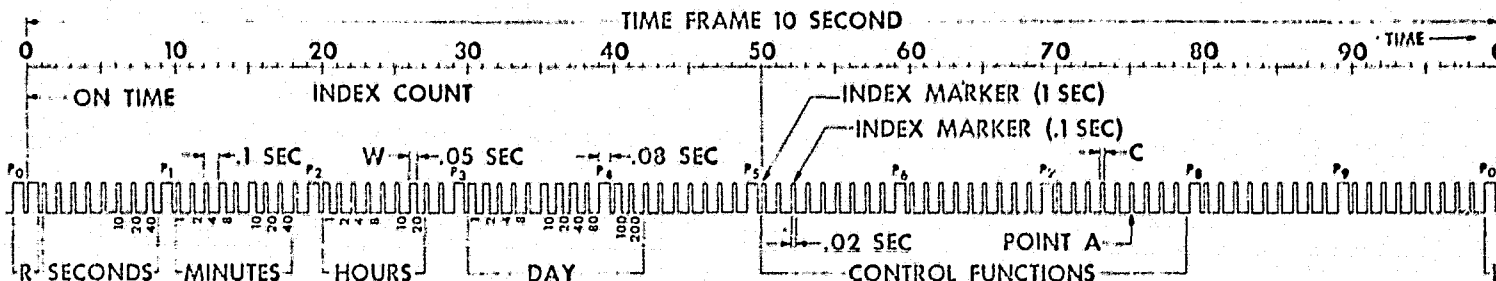 TIME FRAME 10 SECOND
0 10 20 30 40 50 60 70 80 90 TIME
ON TIME INDEX COUNT INDEX MARKER (1 SEC)
INDEX MARKER (.1 SEC)
.1 SEC W .05 SEC .08 SEC C
P0 P1 P2 P3 P4 P5 P6 P7 P8 P9 P0
10 20 40 1 2 4 8 10 20 40 1 2 4 8 10 20 1 2 4 8 10 20 40 80 100 200
.02 SEC POINT A
R SECONDS MINUTES HOURS DAY CONTROL FUNCTIONS